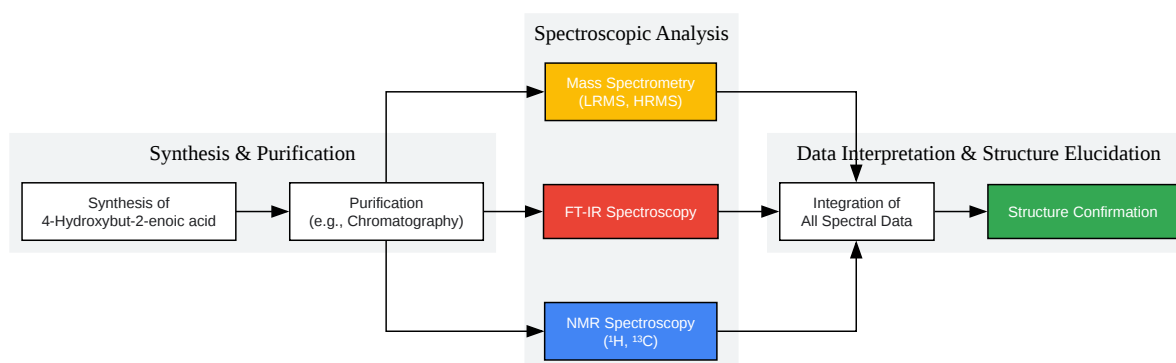 Spectroscopic Analysis
Mass Spectrometry
(LRMS, HRMS)
Synthesis & Purification
Data Interpretation & Structure Elucidation
Synthesis of
4-Hydroxybut-2-enoic acid
Purification
(e.g., Chromatography)
FT-IR Spectroscopy
Integration of
All Spectral Data
Structure Confirmation
NMR Spectroscopy
(¹H, ¹³C)